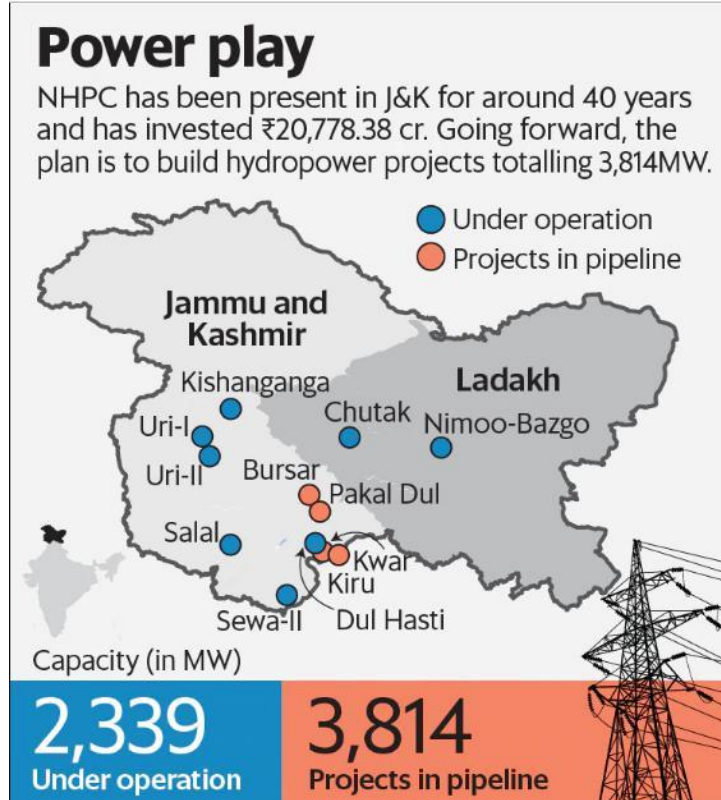 Power play
NHPC has been present in J&K for around 40 years
and has invested ₹20,778.38 cr. Going forward, the
plan is to build hydropower projects totalling 3,814MW.
Under operation
Projects in pipeline
Jammu and
Kashmir
Ladakh
Kishanganga
Chutak
Nimoo-Bazgo
Uri-I
Uri-II
Bursar
Pakal Dul
Salal
Kwar
Kiru
Sewa-II
Dul Hasti
Capacity (in MW)
2,339
Under operation
3,814
Projects in pipeline